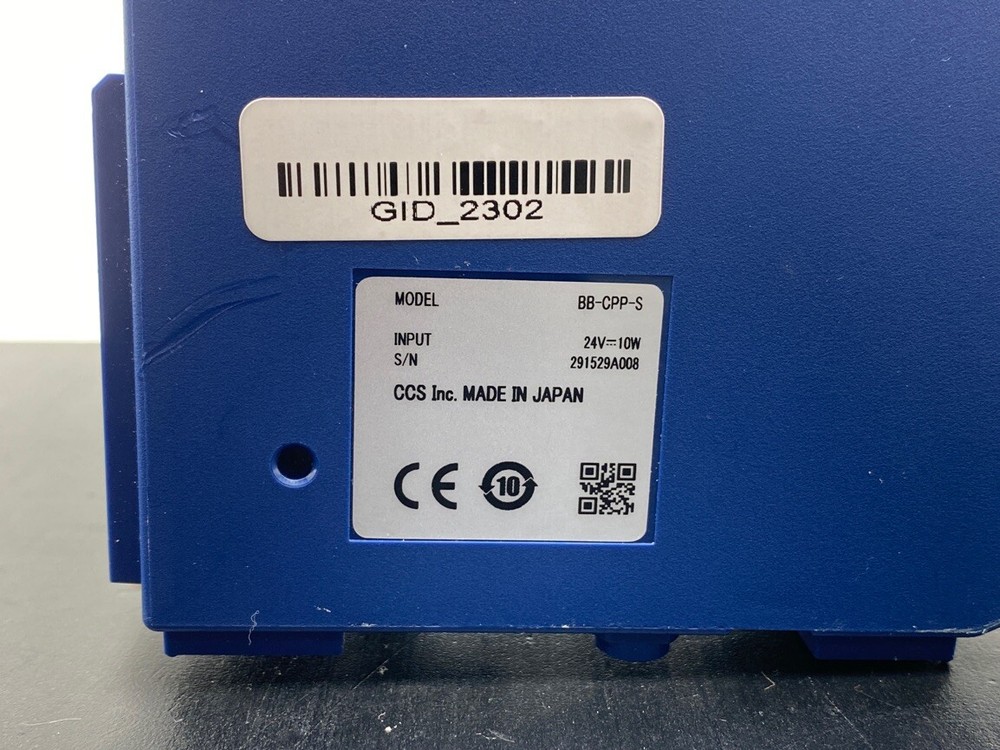 GID_2302
MODEL BB-CPP-S
INPUT 24V⎓10W
S/N 291529A008
CCS Inc. MADE IN JAPAN
CE 10